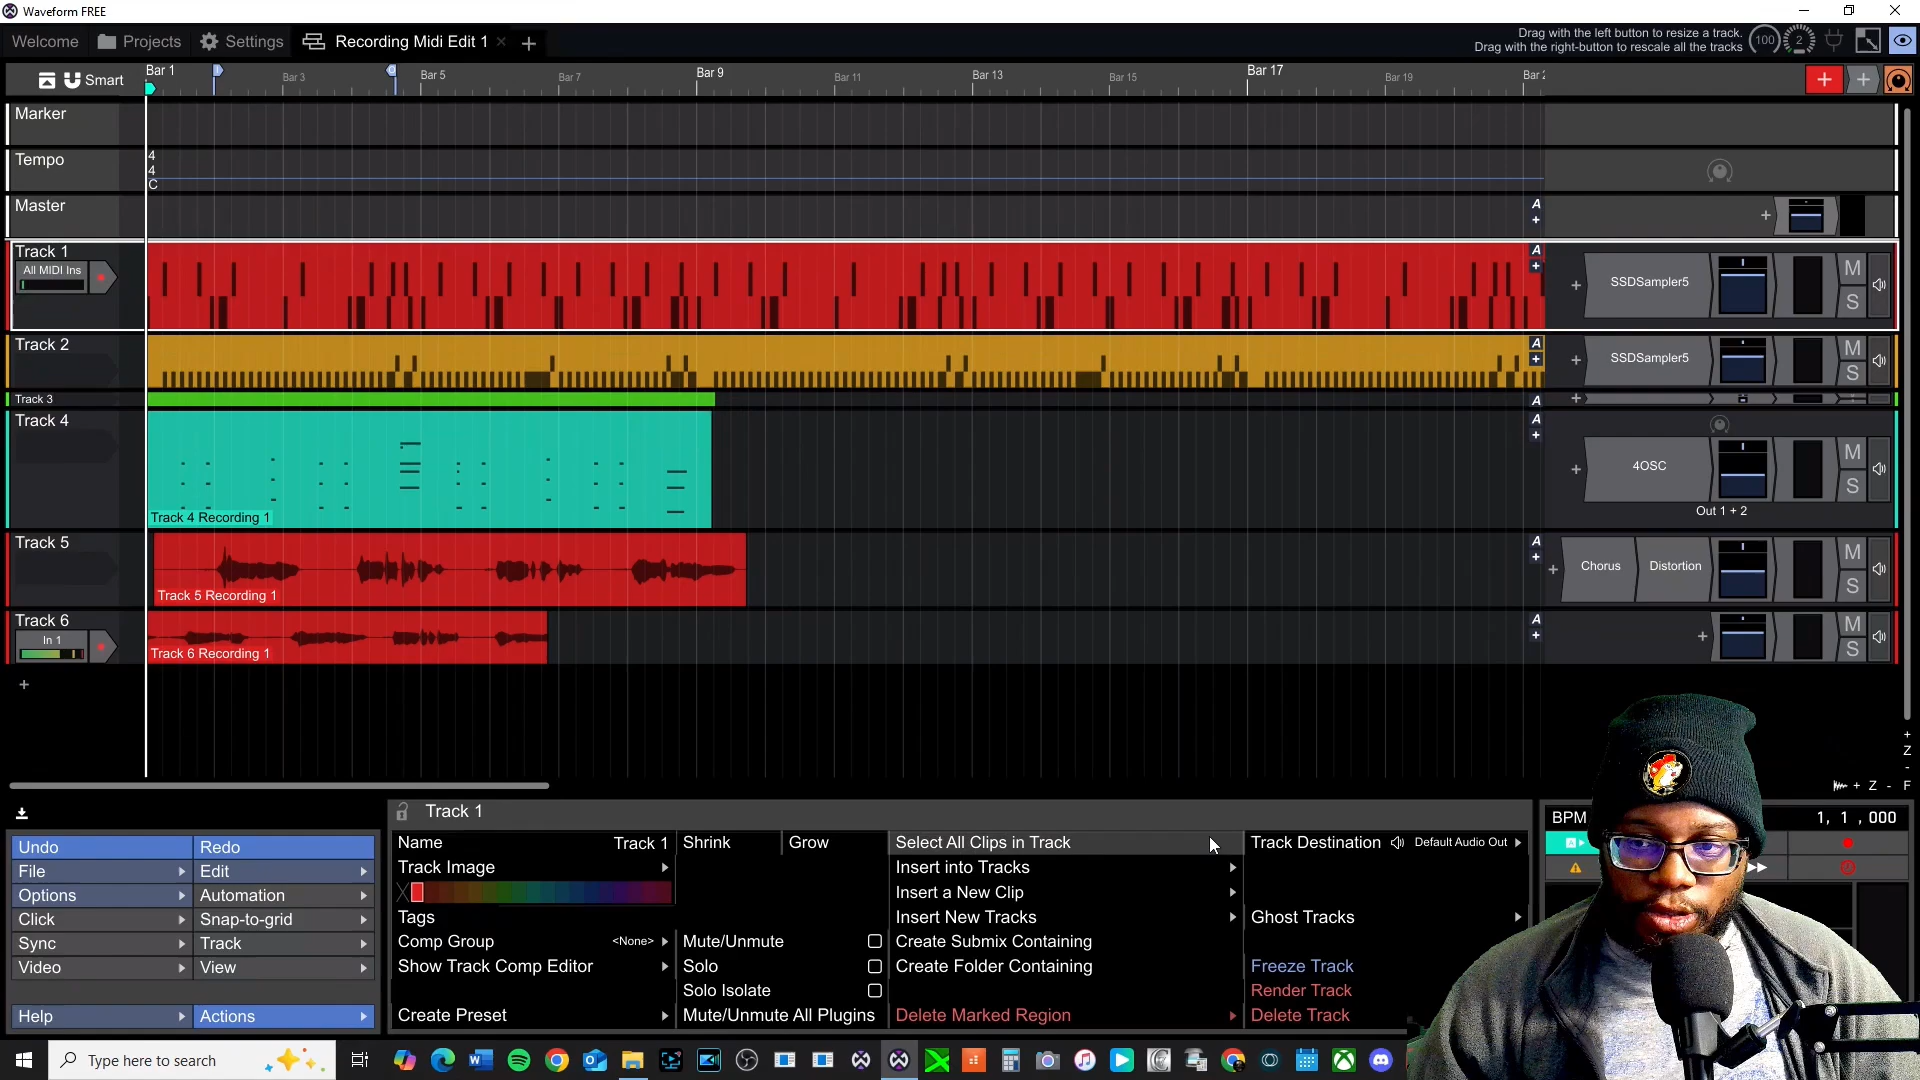 Waveform FREE
Welcome Projects Settings Recording Midi Edit 1
Drag with the left button to resize a track.
Drag with the right-button to rescale all the tracks
100 2
Smart
Bar 1 Bar 3 Bar 5 Bar 7 Bar 9 Bar 11 Bar 13 Bar 15 Bar 17 Bar 19
Marker
Tempo
4
4
C
Master
A
Track 1
All MIDI Ins
A
SSDSampler5
M
S
Track 2
A
SSDSampler5
M
S
Track 3
A
Track 4
A
Track 4 Recording 1
4OSC
Out 1 + 2
M
S
Track 5
A
Track 5 Recording 1
Chorus Distortion
M
S
Track 6
In 1
A
Track 6 Recording 1
M
S
+
Z
-
+ Z - F
Track 1
Undo Redo
File Edit
Options Automation
Click Snap-to-grid
Sync Track
Video View
Help Actions
Name Track 1
Track Image
Tags
Comp Group <None>
Show Track Comp Editor
Create Preset
Shrink Grow
Mute/Unmute
Solo
Solo Isolate
Mute/Unmute All Plugins
Select All Clips in Track
Insert into Tracks
Insert a New Clip
Insert New Tracks
Create Submix Containing
Create Folder Containing
Delete Marked Region
Track Destination Default Audio Out
Ghost Tracks
Freeze Track
Render Track
Delete Track
BPM
1, 1 , 000
Type here to search